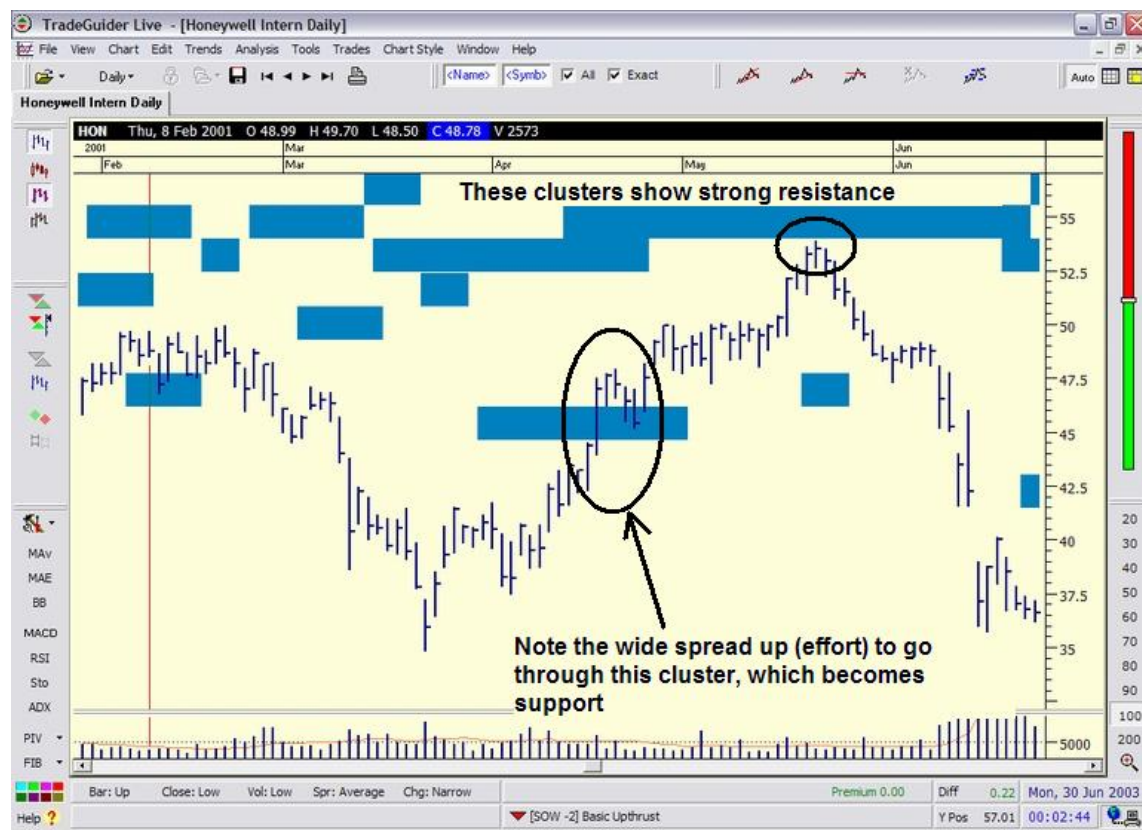 TradeGuider Live - [Honeywell Intern Daily]
File View Chart Edit Trends Analysis Tools Trades Chart Style Window Help
Daily <Name> <Symb> All Exact Auto
Honeywell Intern Daily
HON Thu, 8 Feb 2001 O 48.99 H 49.70 L 48.50 C 48.78 V 2573
2001 Mar Jun
Feb Mar Apr May Jun
These clusters show strong resistance
55
52.5
50
47.5
45
42.5
40
37.5
35
Note the wide spread up (effort) to go
through this cluster, which becomes
support
5000
MAv
MAE
BB
MACD
RSI
Sto
ADX
PIV
FIB
20
30
40
50
60
70
80
90
100
200
Bar: Up Close: Low Vol: Low Spr: Average Chg: Narrow Premium 0.00 Diff 0.22 Mon, 30 Jun 2003
Help ? [SOW -2] Basic Upthrust Y Pos 57.01 00:02:44